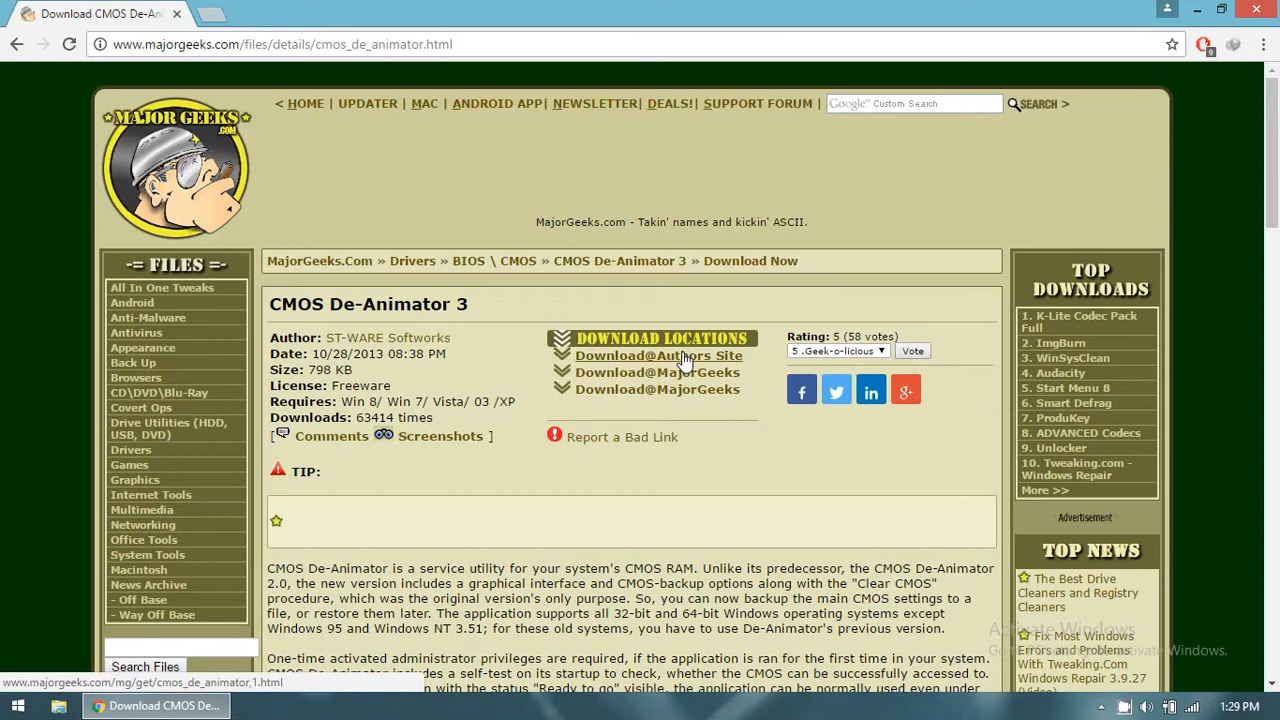 Download CMOS De-An
www.majorgeeks.com/files/details/cmos_de_animator.html
9
MAJOR GEEKS
.COM
< HOME | UPDATER | MAC | ANDROID APP| NEWSLETTER| DEALS!| SUPPORT FORUM |
Google™ Custom Search
SEARCH >
MajorGeeks.com - Takin' names and kickin' ASCII.
-= FILES =-
All In One Tweaks
Android
Anti-Malware
Antivirus
Appearance
Back Up
Browsers
CD\DVD\Blu-Ray
Covert Ops
Drive Utilities (HDD,
USB, DVD)
Drivers
Games
Graphics
Internet Tools
Multimedia
Networking
Office Tools
System Tools
Macintosh
News Archive
- Off Base
- Way Off Base
Search Files
MajorGeeks.Com » Drivers » BIOS \ CMOS » CMOS De-Animator 3 » Download Now
CMOS De-Animator 3
Author: ST-WARE Softworks
Date: 10/28/2013 08:38 PM
Size: 798 KB
License: Freeware
Requires: Win 8/ Win 7/ Vista/ 03 /XP
Downloads: 63414 times
[ Comments Screenshots ]
DOWNLOAD LOCATIONS
Download@Authors Site
Download@MajorGeeks
Download@MajorGeeks
Report a Bad Link
Rating: 5 (58 votes)
5 .Geek-o-licious
Vote
TIP:
CMOS De-Animator is a service utility for your system's CMOS RAM. Unlike its predecessor, the CMOS De-Animator
2.0, the new version includes a graphical interface and CMOS-backup options along with the "Clear CMOS"
procedure, which was the original version's only purpose. So, you can now backup the main CMOS settings to a
file, or restore them later. The application supports all 32-bit and 64-bit Windows operating systems except
Windows 95 and Windows NT 3.51; for these old systems, you have to use De-Animator's previous version.
One-time activated administrator privileges are required, if the application is ran for the first time in your system.
CMOS De-Animator includes a self-test on its startup to check, whether the CMOS can be successfully accessed to.
with the status "Ready to go" visible, the application can be normally used even under
TOP
DOWNLOADS
1. K-Lite Codec Pack
Full
2. ImgBurn
3. WinSysClean
4. Audacity
5. Start Menu 8
6. Smart Defrag
7. ProduKey
8. ADVANCED Codecs
9. Unlocker
10. Tweaking.com -
Windows Repair
More >>
Advertisement
TOP NEWS
The Best Drive
Cleaners and Registry
Cleaners
Fix Most Windows
Errors and Problems
With Tweaking.Com
Windows Repair 3.9.27
(Video)
Activate Windows
Go to PC settings to activate Windows.
www.majorgeeks.com/mg/get/cmos_de_animator,1.html
Download CMOS De...
1:29 PM